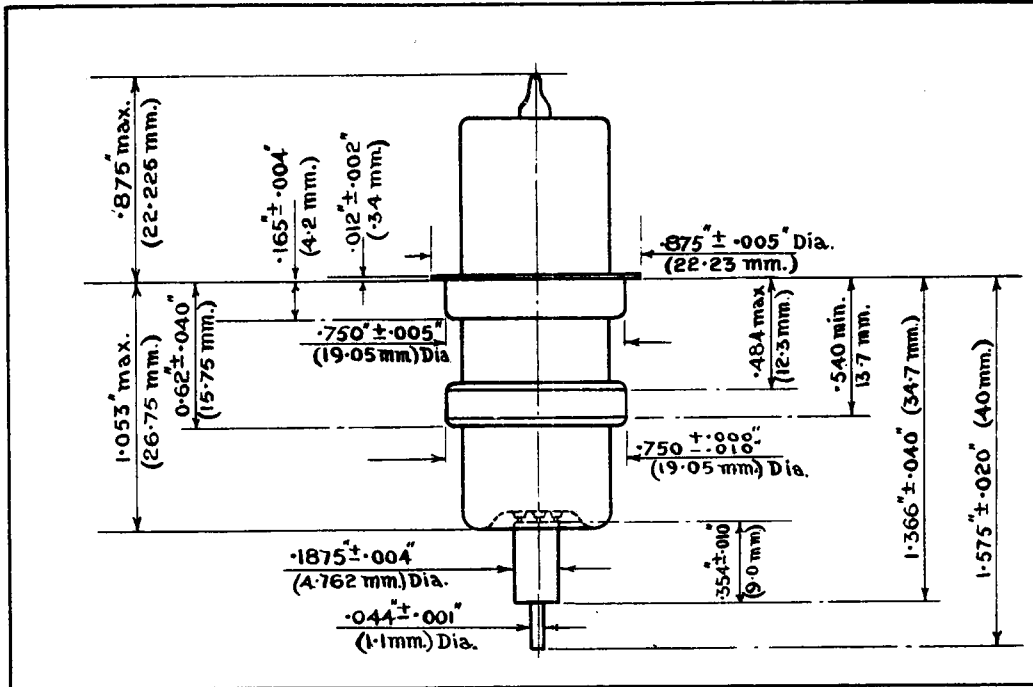 ·875" max.
(22·225 mm.)
·165" ± ·004"
(4·2 mm.)
·012" ± ·002"
(·34 mm)
·875" ± ·005" Dia.
(22·23 mm.)
1·053" max.
(26·75 mm.)
0·62" ± ·040"
(15·75 mm.)
·750" ± ·005"
(19·05 mm) Dia
·484 max
(12·3 mm)
·540 min.
13·7 mm.
·750 +·000" -·010"
(19·05 mm.) Dia.
1·366" ± ·040" (34·7 mm)
1·575" ± ·020" (40 mm.)
·354" ± ·010
(9·0 mm)
·1875" ± ·004"
(4·762 mm.) Dia.
·044" ± ·001"
(1·1 mm.) Dia.